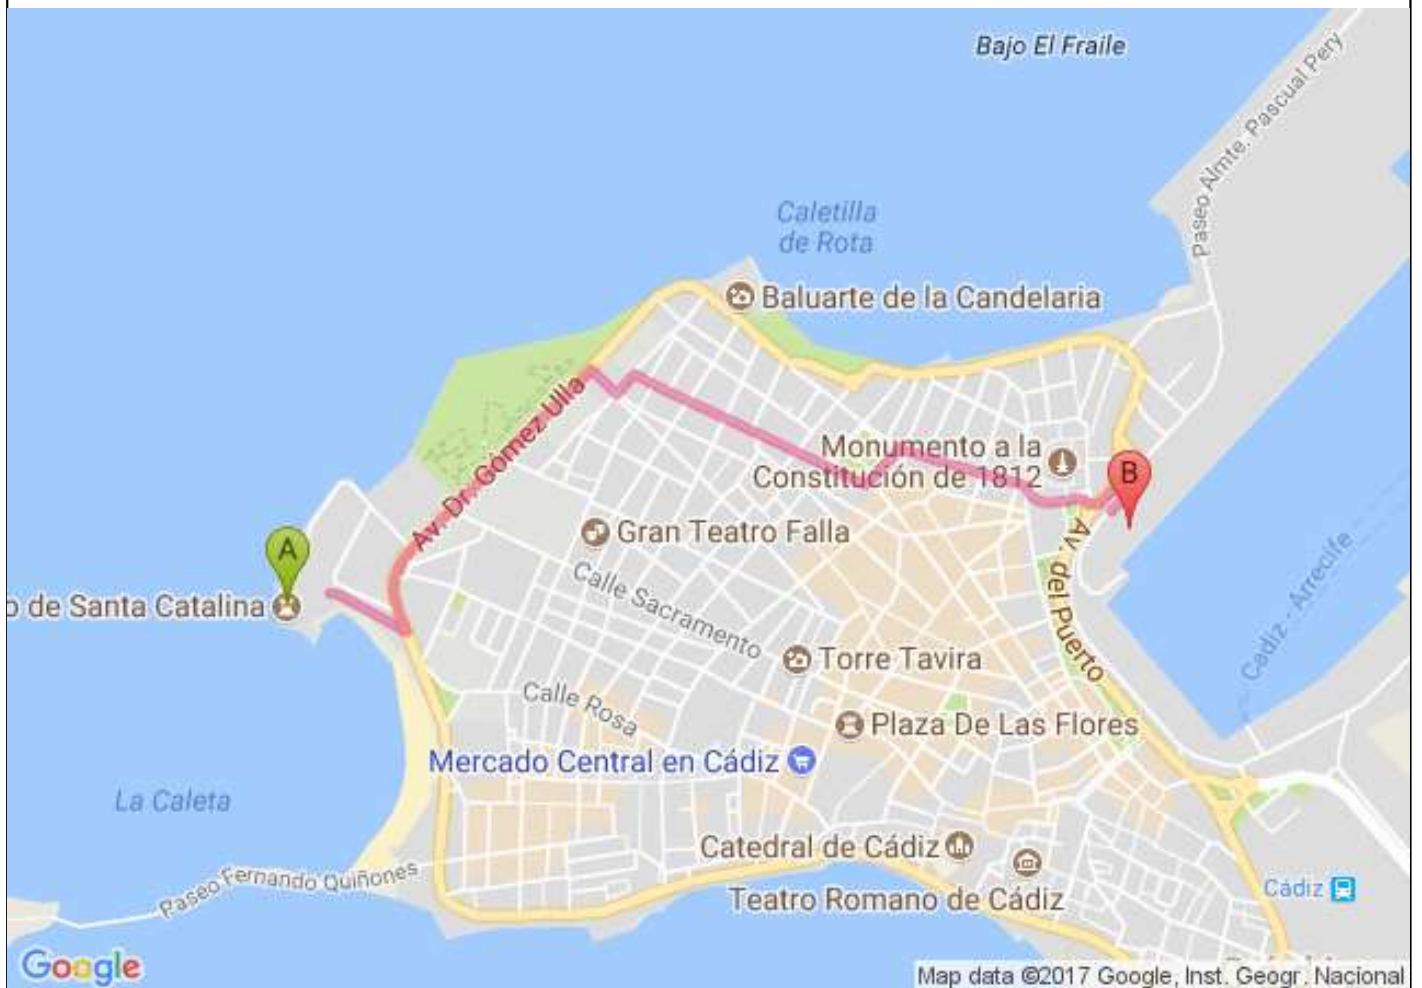 Bajo El Fraile
Paseo Almte. Pascual Pery
Caletilla
de Rota
Baluarte de la Candelaria
Av. Dr. Gómez Ulla
Monumento a la
Constitución de 1812
B
Gran Teatro Falla
A
Calle Sacramento
Av. del Puerto
Cadiz - Arrecife
o de Santa Catalina
Torre Tavira
Calle Rosa
Plaza De Las Flores
Mercado Central en Cádiz
La Caleta
Catedral de Cádiz
Paseo Fernando Quiñones
Teatro Romano de Cádiz
Cádiz
Google
Map data ©2017 Google, Inst. Geogr. Nacional